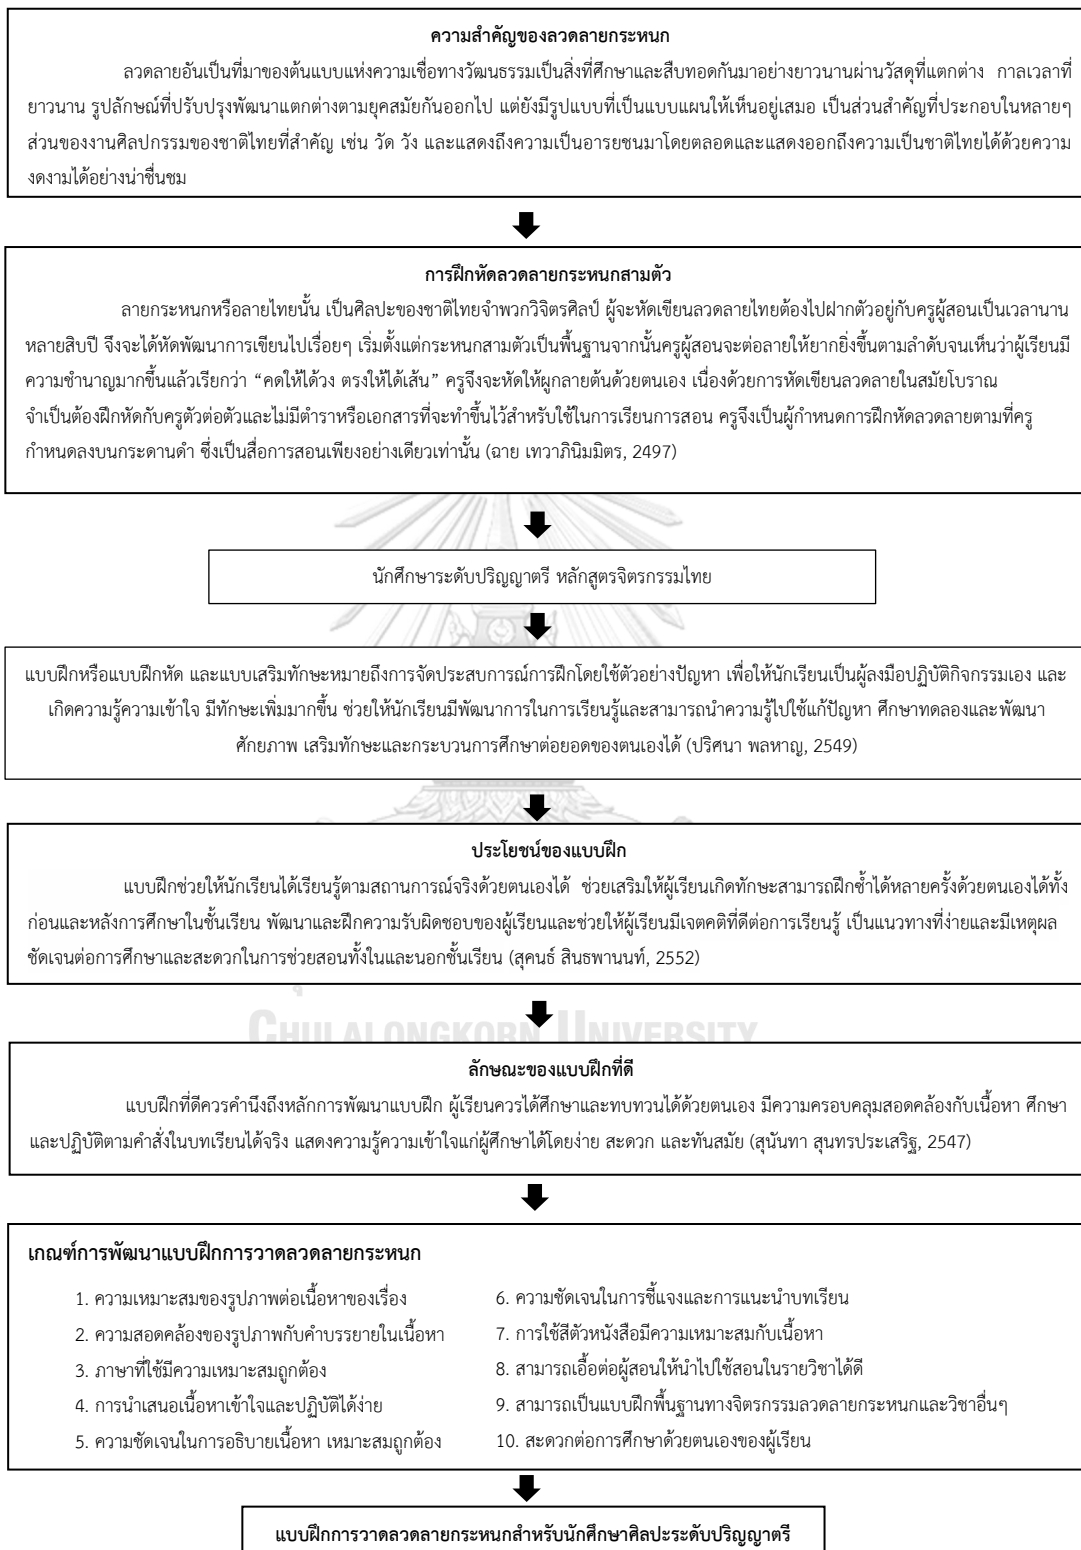 ความสำคัญของลวดลายกระหนก
ลวดลายอันเป็นที่มาของต้นแบบแห่งความเชื่อทางวัฒนธรรมเป็นสิ่งที่ศึกษาและสืบทอดกันมาอย่างยาวนานผ่านวัสดุที่แตกต่าง กาลเวลาที่
ยาวนาน รูปลักษณ์ที่ปรับปรุงพัฒนาแตกต่างตามยุคสมัยกันออกไป แต่ยังมีรูปแบบที่เป็นแบบแผนให้เห็นอยู่เสมอ เป็นส่วนสำคัญที่ประกอบในหลายๆ
ส่วนของงานศิลปกรรมของชาติไทยที่สำคัญ เช่น วัด วัง และแสดงถึงความเป็นอารยชนมาโดยตลอดและแสดงออกถึงความเป็นชาติไทยได้ด้วยความ
งดงามได้อย่างน่าชื่นชม
การฝึกหัดลวดลายกระหนกสามตัว
ลายกระหนกหรือลายไทยนั้น เป็นศิลปะของชาติไทยจำพวกวิจิตรศิลป์ ผู้จะหัดเขียนลวดลายไทยต้องไปฝากตัวอยู่กับครูผู้สอนเป็นเวลานาน
หลายสิบปี จึงจะได้หัดพัฒนาการเขียนไปเรื่อยๆ เริ่มตั้งแต่กระหนกสามตัวเป็นพื้นฐานจากนั้นครูผู้สอนจะต่อลายให้ยากยิ่งขึ้นตามลำดับจนเห็นว่าผู้เรียนมี
ความชำนาญมากขึ้นแล้วเรียกว่า “คดให้ได้วง ตรงให้ได้เส้น” ครูจึงจะหัดให้ผูกลายต้นด้วยตนเอง เนื่องด้วยการหัดเขียนลวดลายในสมัยโบราณ
จำเป็นต้องฝึกหัดกับครูตัวต่อตัวและไม่มีตำราหรือเอกสารที่จะทำขึ้นไว้สำหรับใช้ในการเรียนการสอน ครูจึงเป็นผู้กำหนดการฝึกหัดลวดลายตามที่ครู
กำหนดลงบนกระดานดำ ซึ่งเป็นสื่อการสอนเพียงอย่างเดียวเท่านั้น (ฉาย เทวาภินิมมิตร, 2497)
นักศึกษาระดับปริญญาตรี หลักสูตรจิตรกรรมไทย
แบบฝึกหรือแบบฝึกหัด และแบบเสริมทักษะหมายถึงการจัดประสบการณ์การฝึกโดยใช้ตัวอย่างปัญหา เพื่อให้นักเรียนเป็นผู้ลงมือปฏิบัติกิจกรรมเอง และ
เกิดความรู้ความเข้าใจ มีทักษะเพิ่มมากขึ้น ช่วยให้นักเรียนมีพัฒนาการในการเรียนรู้และสามารถนำความรู้ไปใช้แก้ปัญหา ศึกษาทดลองและพัฒนา
ศักยภาพ เสริมทักษะและกระบวนการศึกษาต่อยอดของตนเองได้ (ปริศนา พลหาญ, 2549)
ประโยชน์ของแบบฝึก
แบบฝึกช่วยให้นักเรียนได้เรียนรู้ตามสถานการณ์จริงด้วยตนเองได้ ช่วยเสริมให้ผู้เรียนเกิดทักษะสามารถฝึกซ้ำได้หลายครั้งด้วยตนเองได้ทั้ง
ก่อนและหลังการศึกษาในชั้นเรียน พัฒนาและฝึกความรับผิดชอบของผู้เรียนและช่วยให้ผู้เรียนมีเจตคติที่ดีต่อการเรียนรู้ เป็นแนวทางที่ง่ายและมีเหตุผล
ชัดเจนต่อการศึกษาและสะดวกในการช่วยสอนทั้งในและนอกชั้นเรียน (สุคนธ์ สินธพานนท์, 2552)
CHULALONGKORN UNIVERSITY
ลักษณะของแบบฝึกที่ดี
แบบฝึกที่ดีควรคำนึงถึงหลักการพัฒนาแบบฝึก ผู้เรียนควรได้ศึกษาและทบทวนได้ด้วยตนเอง มีความครอบคลุมสอดคล้องกับเนื้อหา ศึกษา
และปฏิบัติตามคำสั่งในบทเรียนได้จริง แสดงความรู้ความเข้าใจแก่ผู้ศึกษาได้โดยง่าย สะดวก และทันสมัย (สุนันทา สุนทรประเสริฐ, 2547)
เกณฑ์การพัฒนาแบบฝึกการวาดลวดลายกระหนก
1. ความเหมาะสมของรูปภาพต่อเนื้อหาของเรื่อง
2. ความสอดคล้องของรูปภาพกับคำบรรยายในเนื้อหา
3. ภาษาที่ใช้มีความเหมาะสมถูกต้อง
4. การนำเสนอเนื้อหาเข้าใจและปฏิบัติได้ง่าย
5. ความชัดเจนในการอธิบายเนื้อหา เหมาะสมถูกต้อง
6. ความชัดเจนในการชี้แจงและการแนะนำบทเรียน
7. การใช้สีตัวหนังสือมีความเหมาะสมกับเนื้อหา
8. สามารถเอื้อต่อผู้สอนให้นำไปใช้สอนในรายวิชาได้ดี
9. สามารถเป็นแบบฝึกพื้นฐานทางจิตรกรรมลวดลายกระหนกและวิชาอื่นๆ
10. สะดวกต่อการศึกษาด้วยตนเองของผู้เรียน
แบบฝึกการวาดลวดลายกระหนกสำหรับนักศึกษาศิลปะระดับปริญญาตรี